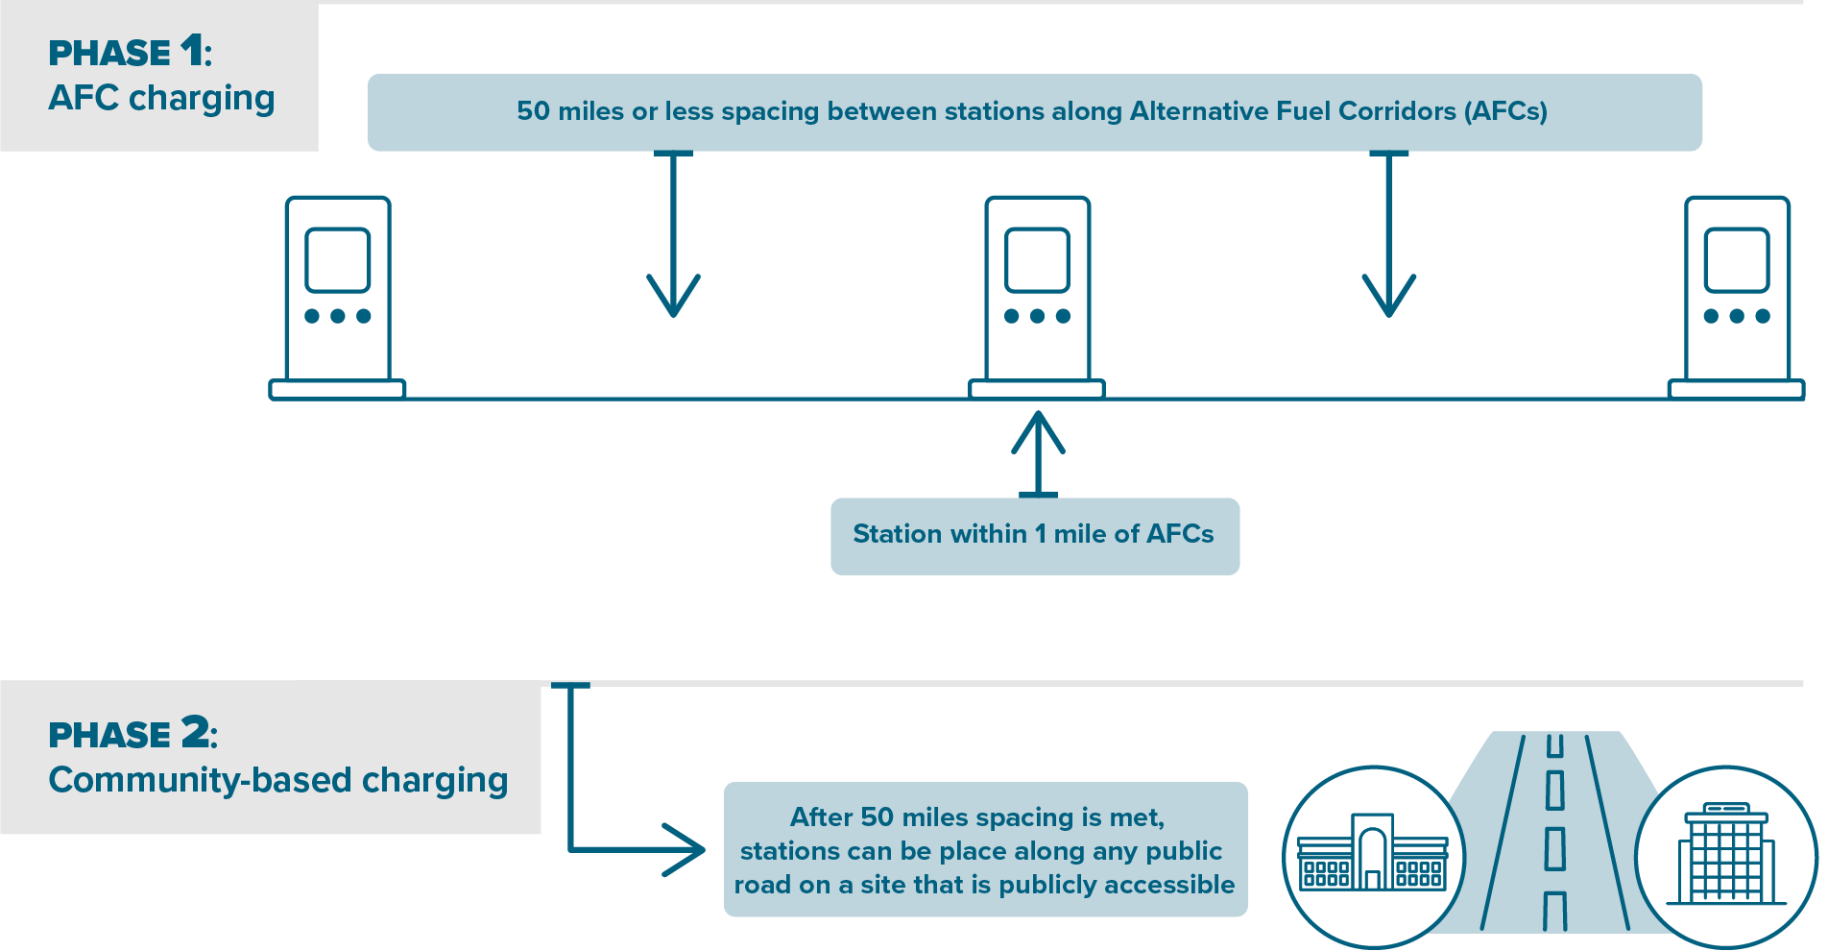 PHASE 1:
AFC charging
50 miles or less spacing between stations along Alternative Fuel Corridors (AFCs)
Station within 1 mile of AFCs
PHASE 2:
Community-based charging
After 50 miles spacing is met,
stations can be place along any public
road on a site that is publicly accessible